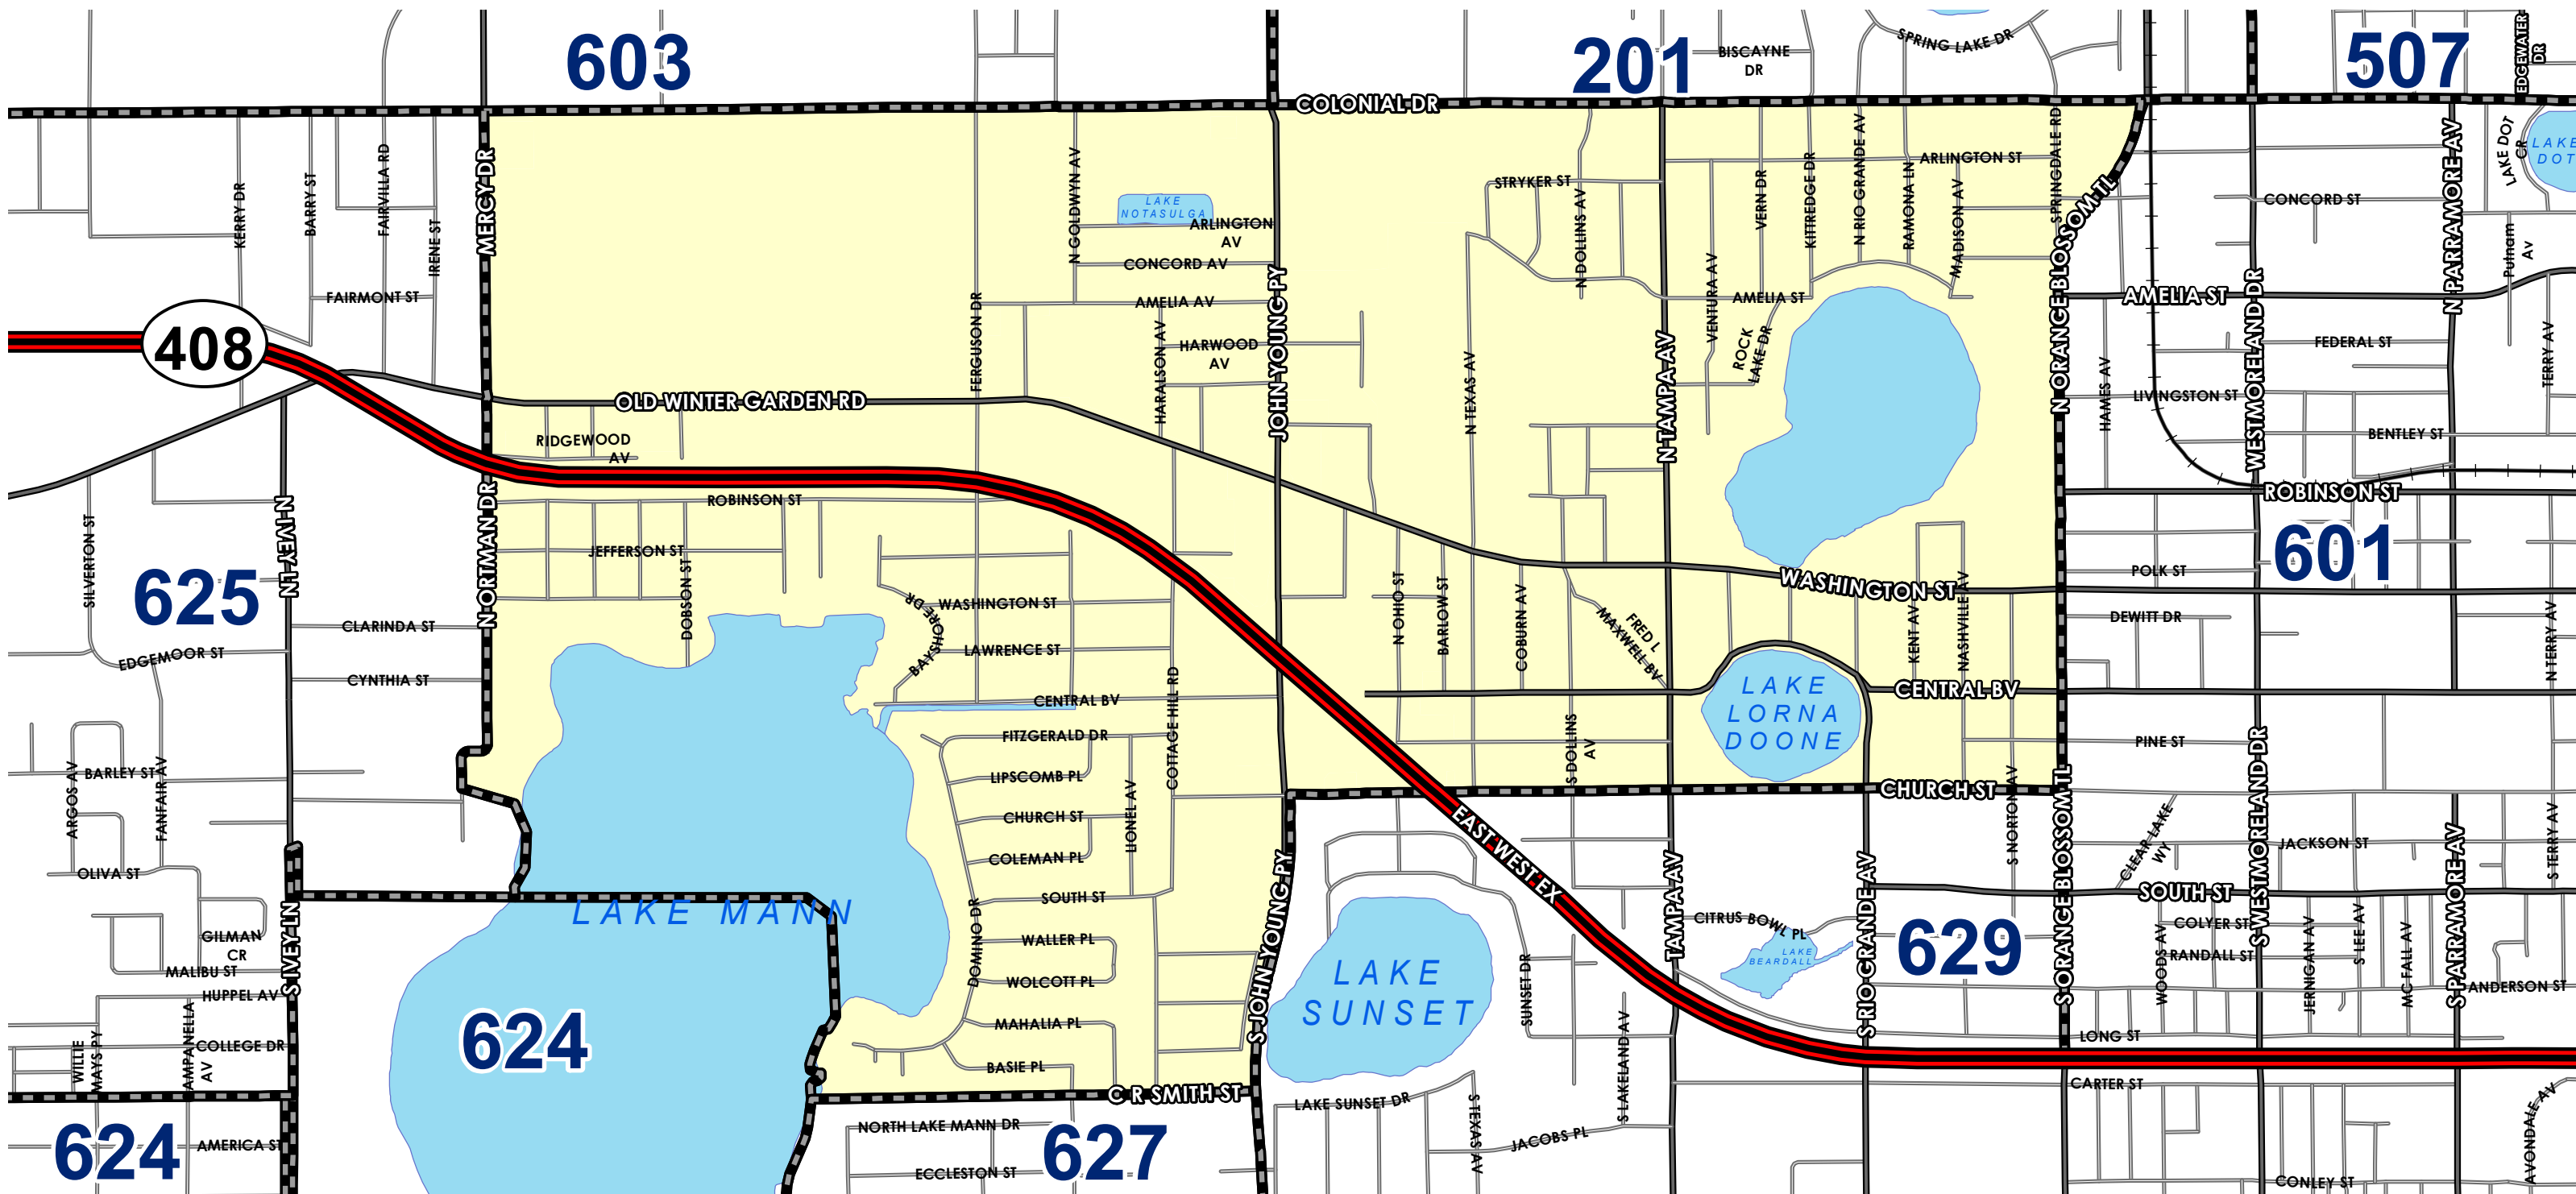 603
201
507
BISCAYNE
DR
SPRING LAKE DR
EDGEWATER
DR
COLONIAL DR
MERCY DR
KERRY DR
BARRY ST
FAIRVILLA RD
IRENE ST
FAIRMONT ST
408
N GOLDWYN AV
LAKE
NOTASULGA
ARLINGTON
AV
CONCORD AV
AMELIA AV
FERGUSON DR
HARALSON AV
HARWOOD
AV
JOHN YOUNG PY
STRYKER ST
N DOLLINS AV
N TEXAS AV
N TAMPA AV
VENTURA AV
VERN DR
KITTREDGE DR
N RIO GRANDE AV
RAMONA LN
ARLINGTON ST
MADISON AV
SPRINGDALE RD
AMELIA ST
ROCK
LAKE DR
N ORANGE BLOSSOM TL
LAKE DOT
CR
LAKE
DOT
CONCORD ST
N PARRAMORE AV
Putnam
Av
AMELIA ST
WESTMORELAND DR
FEDERAL ST
TERRY AV
HAMES AV
LIVINGSTON ST
BENTLEY ST
ROBINSON ST
601
POLK ST
DEWITT DR
N TERRY AV
OLD WINTER GARDEN RD
RIDGEWOOD
AV
ROBINSON ST
N IVEY LN
N ORTMAN DR
SILVERTON ST
625
JEFFERSON ST
DOBSON ST
CLARINDA ST
EDGEMOOR ST
CYNTHIA ST
BAYSHORE DR
WASHINGTON ST
LAWRENCE ST
CENTRAL BV
COTTAGE HILL RD
N OHIO ST
BARLOW ST
COBURN AV
FRED L
MAXWELL BV
WASHINGTON ST
KENT AV
NASHVILLE AV
CENTRAL BV
LAKE
LORNA
DOONE
S DOLLINS
AV
PINE ST
ARGOS AV
BARLEY ST
FANFAIR AV
OLIVA ST
FITZGERALD DR
LIPSCOMB PL
CHURCH ST
LIONEL AV
COLEMAN PL
SOUTH ST
DOMINO DR
WALLER PL
WOLCOTT PL
MAHALIA PL
BASIE PL
C R SMITH ST
S JOHN YOUNG PY
CHURCH ST
EAST WEST EX
S NORTON AV
S ORANGE BLOSSOM TL
CLEAR LAKE
WY
S WESTMORELAND DR
JACKSON ST
S PARRAMORE AV
S TERRY AV
SOUTH ST
LAKE MANN
GILMAN
CR
MALIBU ST
S IVEY LN
HUPPEL AV
624
WILLIE
MAYS PY
AMPANELLA
AV
COLLEGE DR
624
AMERICA ST
LAKE
SUNSET
SUNSET DR
TAMPA AV
CITRUS BOWL PL
LAKE
BEARDALL
S RIO GRANDE AV
629
COLYER ST
WOODS AV
RANDALL ST
JERNIGAN AV
S LEE AV
MCFALL AV
ANDERSON ST
LONG ST
CARTER ST
S LAKELAND AV
LAKE SUNSET DR
S TEXAS AV
JACOBS PL
NORTH LAKE MANN DR
627
ECCLESTON ST
CONLEY ST
AVONDALE AV